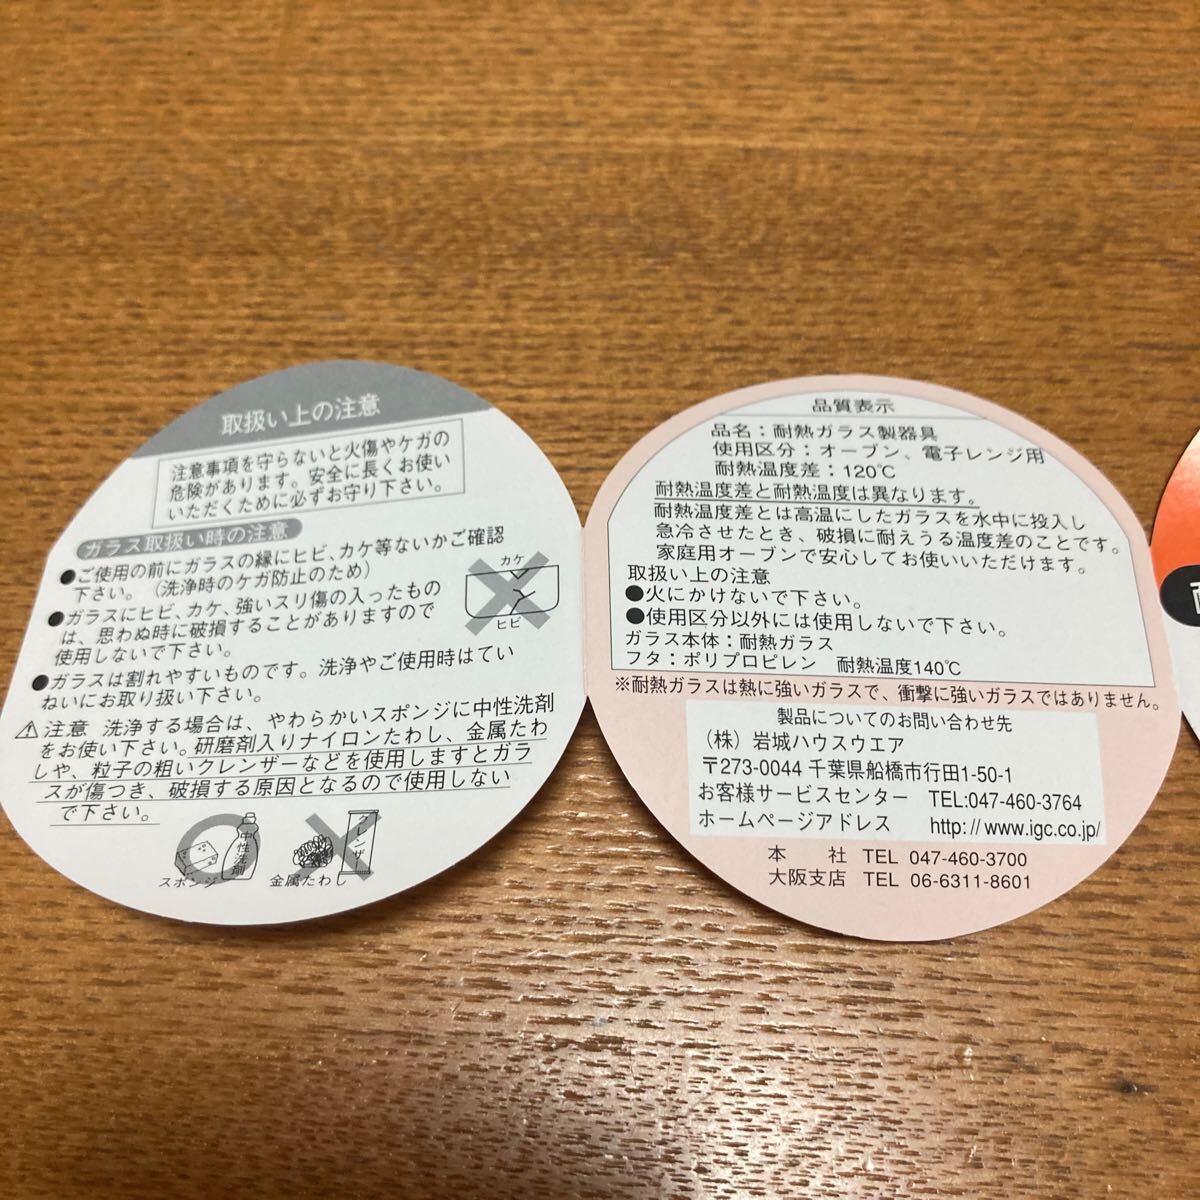 取扱い上の注意
注意事項を守らないと火傷やケガの
危険があります。安全に長くお使い
いただくために必ずお守り下さい。
ガラス取扱い時の注意
●ご使用の前にガラスの縁にヒビ、カケ等ないかご確認
下さい。（洗浄時のケガ防止のため）
●ガラスにヒビ、カケ、強いスリ傷の入ったもの
は、思わぬ時に破損することがありますので
使用しないで下さい。
●ガラスは割れやすいものです。洗浄やご使用時はてい
ねいにお取り扱い下さい。
カケ
ヒビ
⚠注意 洗浄する場合は、やわらかいスポンジに中性洗剤
をお使い下さい。研磨剤入りナイロンたわし、金属たわ
しや、粒子の粗いクレンザーなどを使用しますとガラ
スが傷つき、破損する原因となるので使用しない
で下さい。
中性洗剤
クレンザー
スポンジ
金属たわし
品質表示
品名：耐熱ガラス製器具
使用区分：オーブン、電子レンジ用
耐熱温度差：120℃
耐熱温度差と耐熱温度は異なります。
耐熱温度差とは高温にしたガラスを水中に投入し
急冷させたとき、破損に耐えうる温度差のことです。
家庭用オーブンで安心してお使いいただけます。
取扱い上の注意
●火にかけないで下さい。
●使用区分以外には使用しないで下さい。
ガラス本体：耐熱ガラス
フタ：ポリプロピレン 耐熱温度140℃
※耐熱ガラスは熱に強いガラスで、衝撃に強いガラスではありません。
製品についてのお問い合わせ先
（株）岩城ハウスウエア
〒273-0044 千葉県船橋市行田1-50-1
お客様サービスセンター TEL:047-460-3764
ホームページアドレス http://www.igc.co.jp/
本 社 TEL 047-460-3700
大阪支店 TEL 06-6311-8601